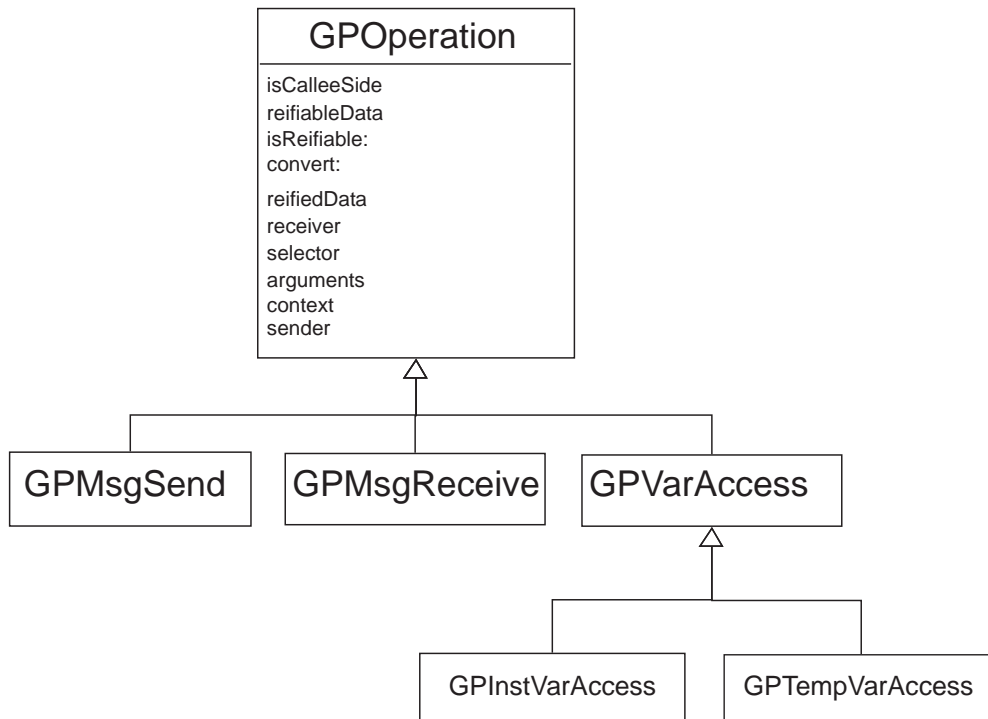 GPOperation
isCalleeSide
reifiableData
isReifiable:
convert:
reifiedData
receiver
selector
arguments
context
sender
GPMsgSend
GPMsgReceive
GPVarAccess
GPInstVarAccess
GPTempVarAccess